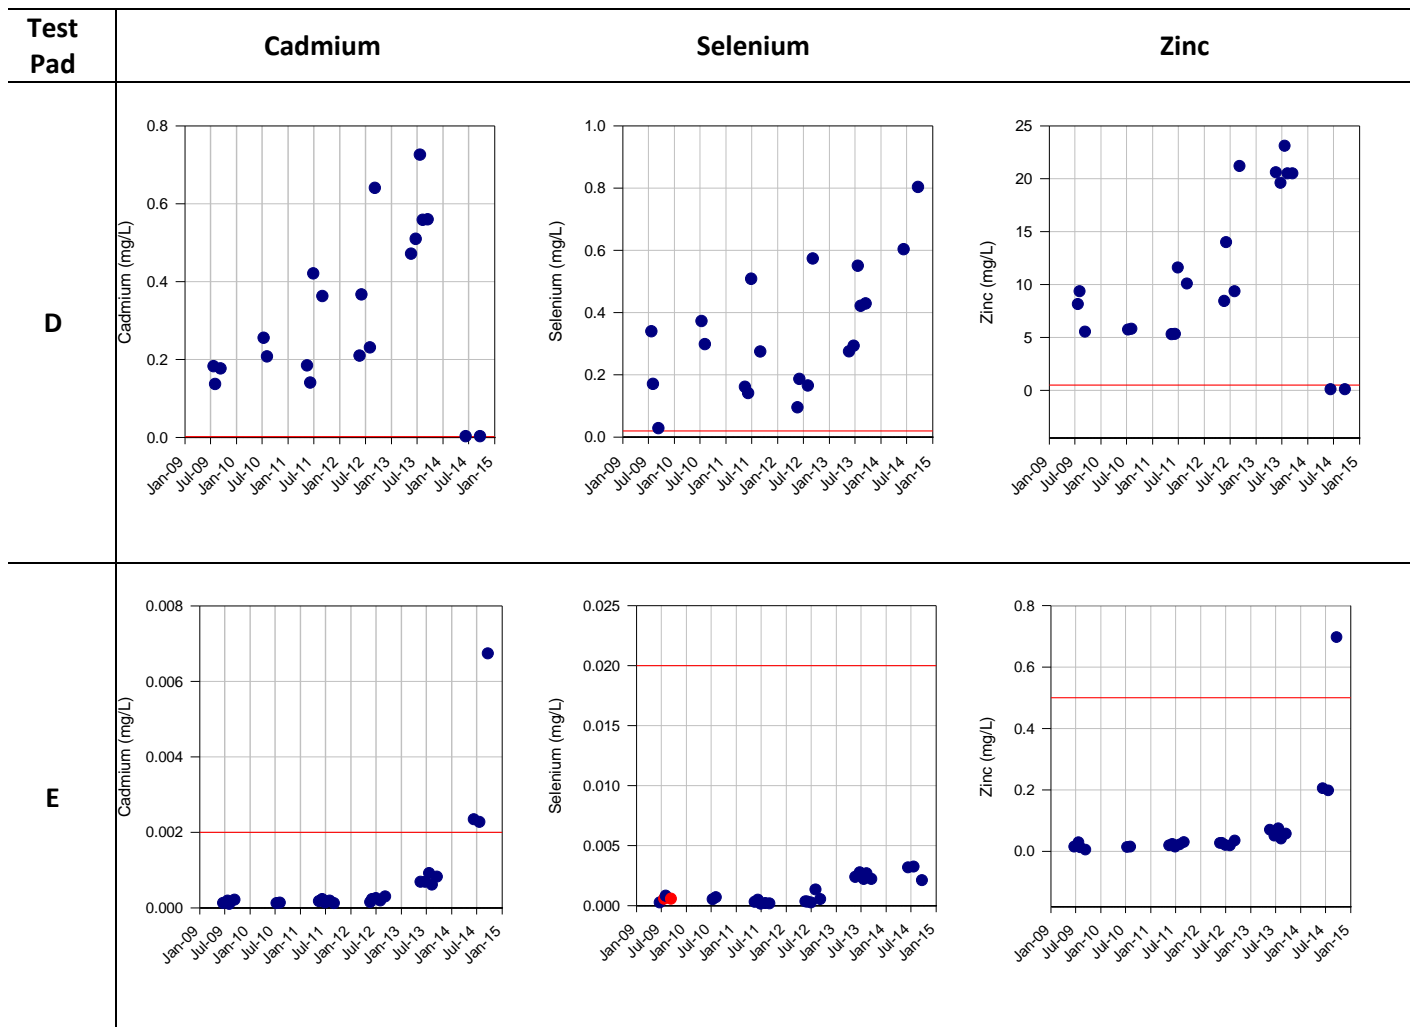 Test
Pad
Cadmium
Selenium
Zinc
D
Cadmium (mg/L)
0.8
0.6
0.4
0.2
0.0
Jan-09 Jul-09 Jan-10 Jul-10 Jan-11 Jul-11 Jan-12 Jul-12 Jan-13 Jul-13 Jan-14 Jul-14 Jan-15
Selenium (mg/L)
1.0
0.8
0.6
0.4
0.2
0.0
Jan-09 Jul-09 Jan-10 Jul-10 Jan-11 Jul-11 Jan-12 Jul-12 Jan-13 Jul-13 Jan-14 Jul-14 Jan-15
Zinc (mg/L)
25
20
15
10
5
0
Jan-09 Jul-09 Jan-10 Jul-10 Jan-11 Jul-11 Jan-12 Jul-12 Jan-13 Jul-13 Jan-14 Jul-14 Jan-15
E
Cadmium (mg/L)
0.008
0.006
0.004
0.002
0.000
Jan-09 Jul-09 Jan-10 Jul-10 Jan-11 Jul-11 Jan-12 Jul-12 Jan-13 Jul-13 Jan-14 Jul-14 Jan-15
Selenium (mg/L)
0.025
0.020
0.015
0.010
0.005
0.000
Jan-09 Jul-09 Jan-10 Jul-10 Jan-11 Jul-11 Jan-12 Jul-12 Jan-13 Jul-13 Jan-14 Jul-14 Jan-15
Zinc (mg/L)
0.8
0.6
0.4
0.2
0.0
Jan-09 Jul-09 Jan-10 Jul-10 Jan-11 Jul-11 Jan-12 Jul-12 Jan-13 Jul-13 Jan-14 Jul-14 Jan-15